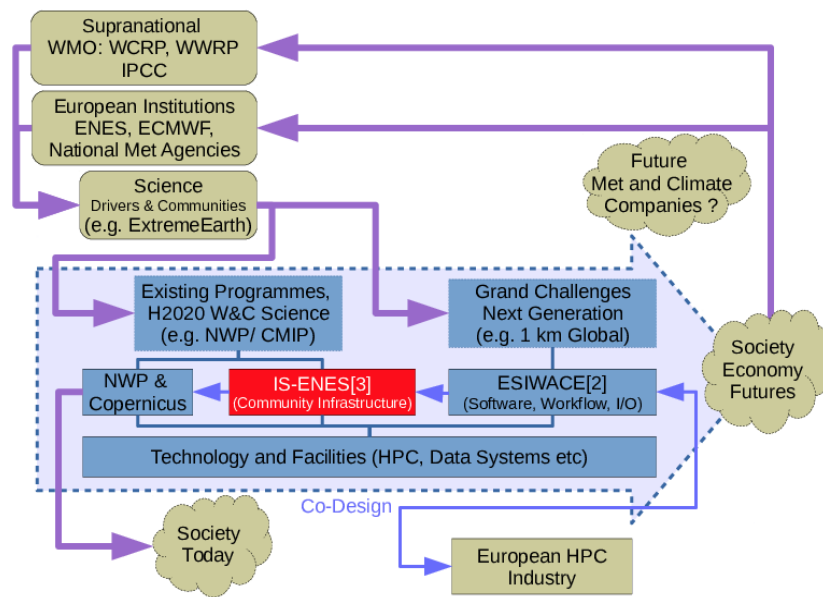 Supranational
WMO: WCRP, WWRP
IPCC
European Institutions
ENES, ECMWF,
National Met Agencies
Science
Drivers & Communities
(e.g. ExtremeEarth)
Future
Met and Climate
Companies ?
Existing Programmes,
H2020 W&C Science
(e.g. NWP/ CMIP)
Grand Challenges
Next Generation
(e.g. 1 km Global)
Society
Economy
Futures
NWP &
Copernicus
IS-ENES[3]
(Community Infrastructure)
ESIWACE[2]
(Software, Workflow, I/O)
Technology and Facilities (HPC, Data Systems etc)
Co-Design
Society
Today
European HPC
Industry